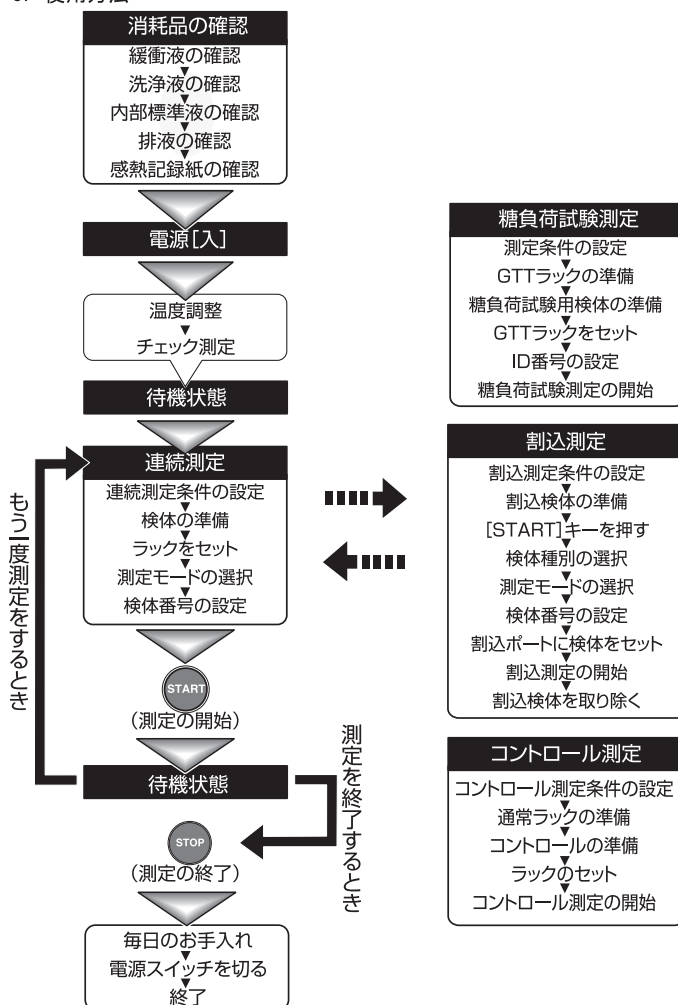 消耗品の確認
緩衝液の確認
洗浄液の確認
内部標準液の確認
排液の確認
感熱記録紙の確認
電源[入]
温度調整
チェック測定
待機状態
連続測定
連続測定条件の設定
検体の準備
ラックをセット
測定モードの選択
検体番号の設定
START
(測定の開始)
待機状態
もう一度測定をするとき
測定を終了するとき
STOP
(測定の終了)
毎日のお手入れ
電源スイッチを切る
終了
糖負荷試験測定
測定条件の設定
GTTラックの準備
糖負荷試験用検体の準備
GTTラックをセット
ID番号の設定
糖負荷試験測定の開始
割込測定
割込測定条件の設定
割込検体の準備
[START]キーを押す
検体種別の選択
測定モードの選択
検体番号の設定
割込ポートに検体をセット
割込測定の開始
割込検体を取り除く
コントロール測定
コントロール測定条件の設定
通常ラックの準備
コントロールの準備
ラックのセット
コントロール測定の開始